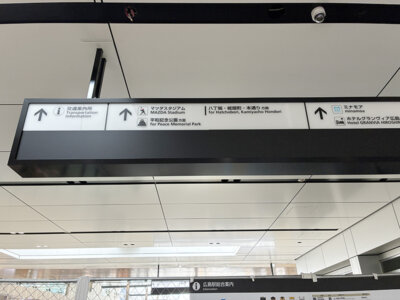 交通案内所
Transportation
Information
マツダスタジアム
MAZDA Stadium
平和記念公園方面
for Peace Memorial Park
八丁堀・紙屋町・本通り方面
for Hatchobori, Kamiyacho Hondori
ミナモア
minamoa
ホテルグランヴィア広島
Hotel GRANVIA HIROSHIMA
広島駅総合案内